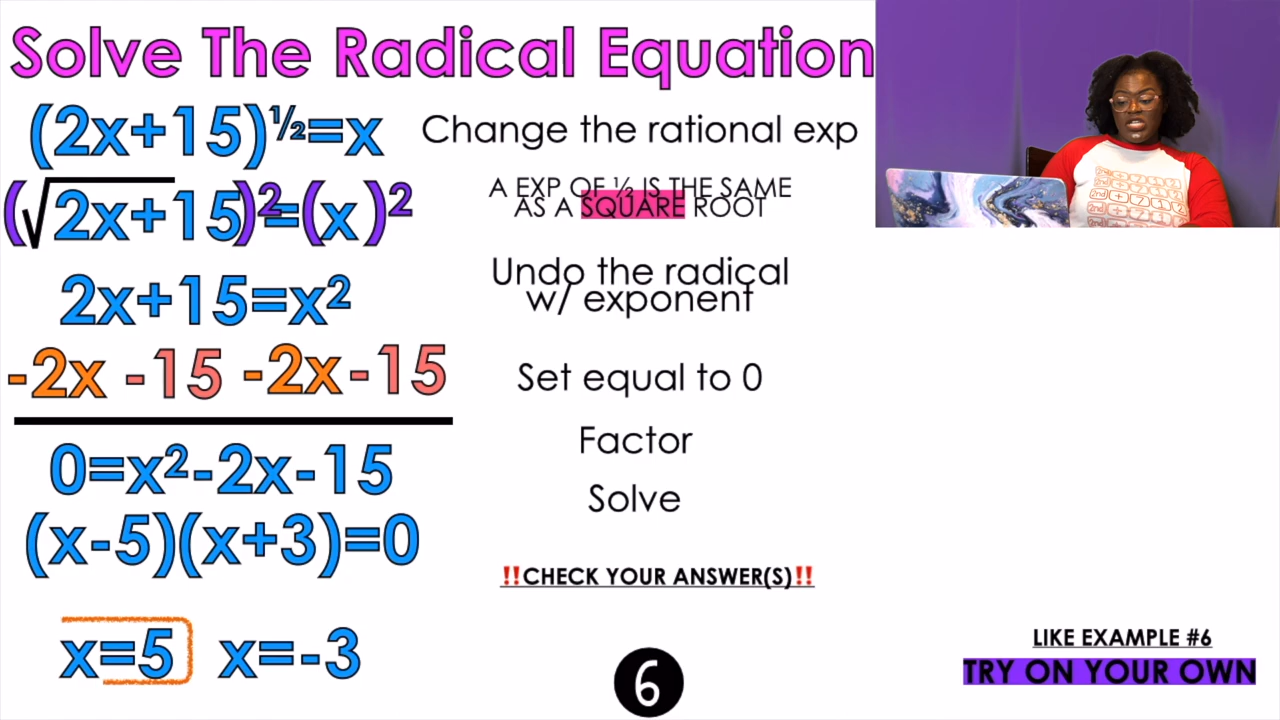 Solve The Radical Equation
(2x+15)^½=x
Change the rational exp
(√2x+15)²=(x)²
A EXP OF ½ IS THE SAME
AS A SQUARE ROOT
2x+15=x²
Undo the radical
w/ exponent
-2x -15 -2x-15
Set equal to 0
0=x²-2x-15
Factor
(x-5)(x+3)=0
Solve
‼CHECK YOUR ANSWER(S)‼
x=5 x=-3
6
LIKE EXAMPLE #6
TRY ON YOUR OWN